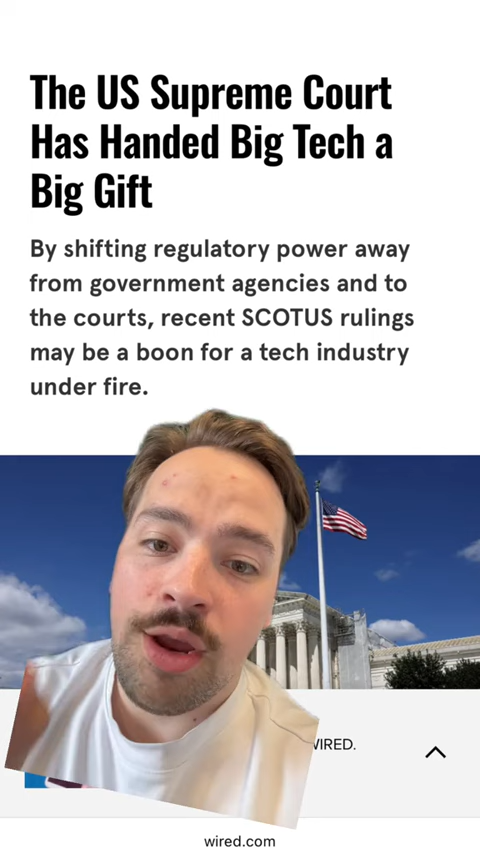 The US Supreme Court
Has Handed Big Tech a
Big Gift
By shifting regulatory power away
from government agencies and to
the courts, recent SCOTUS rulings
may be a boon for a tech industry
under fire.
WIRED.
wired.com